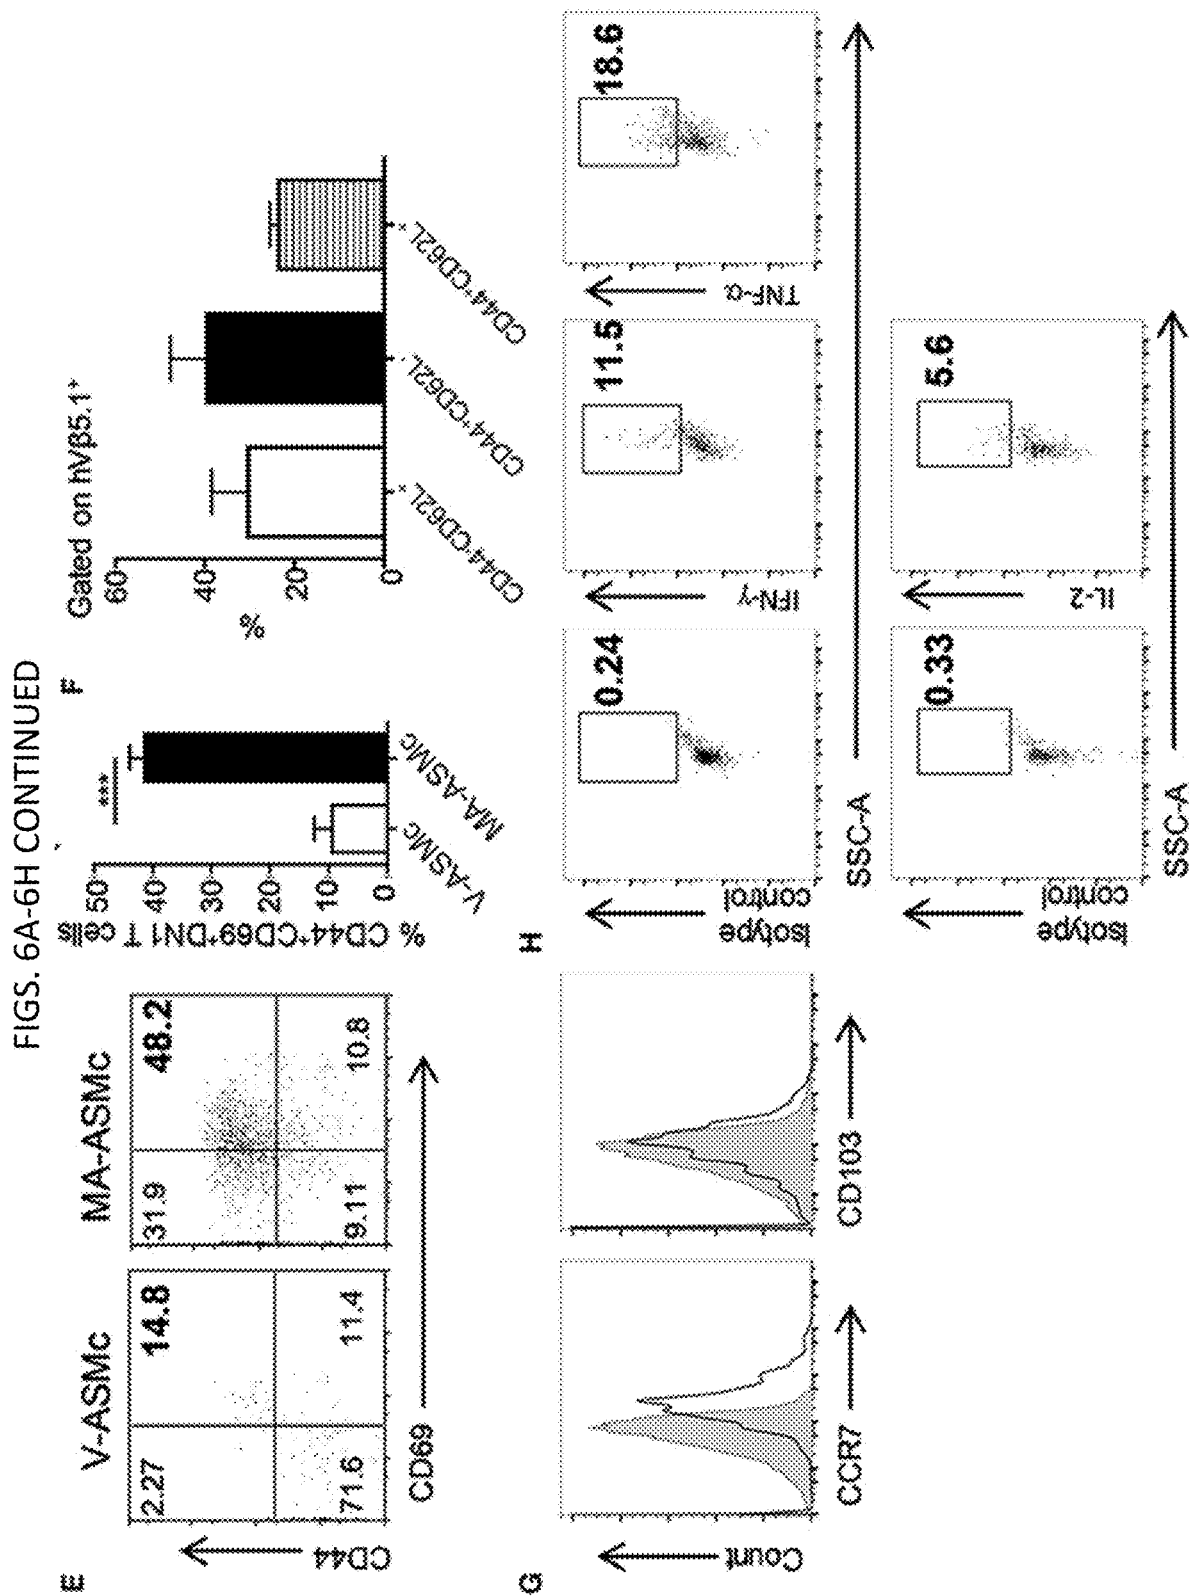 FIGS. 6A-6H CONTINUED
E
V-ASMc
MA-ASMc
2.27
14.8
71.6
11.4
31.9
48.2
9.11
10.8
CD44
CD69
% CD44⁺CD69⁺DN1 T cells
50
40
30
20
10
0
***
V-ASMc
MA-ASMc
F
Gated on hVβ5.1⁺
%
60
40
20
0
CD44⁻CD62L⁺
CD44⁺CD62L⁻
CD44⁺CD62L⁺
G
Count
CCR7
CD103
H
0.24
11.5
18.6
Isotype control
IFN-γ
TNF-α
SSC-A
0.33
5.6
Isotype control
IL-2
SSC-A